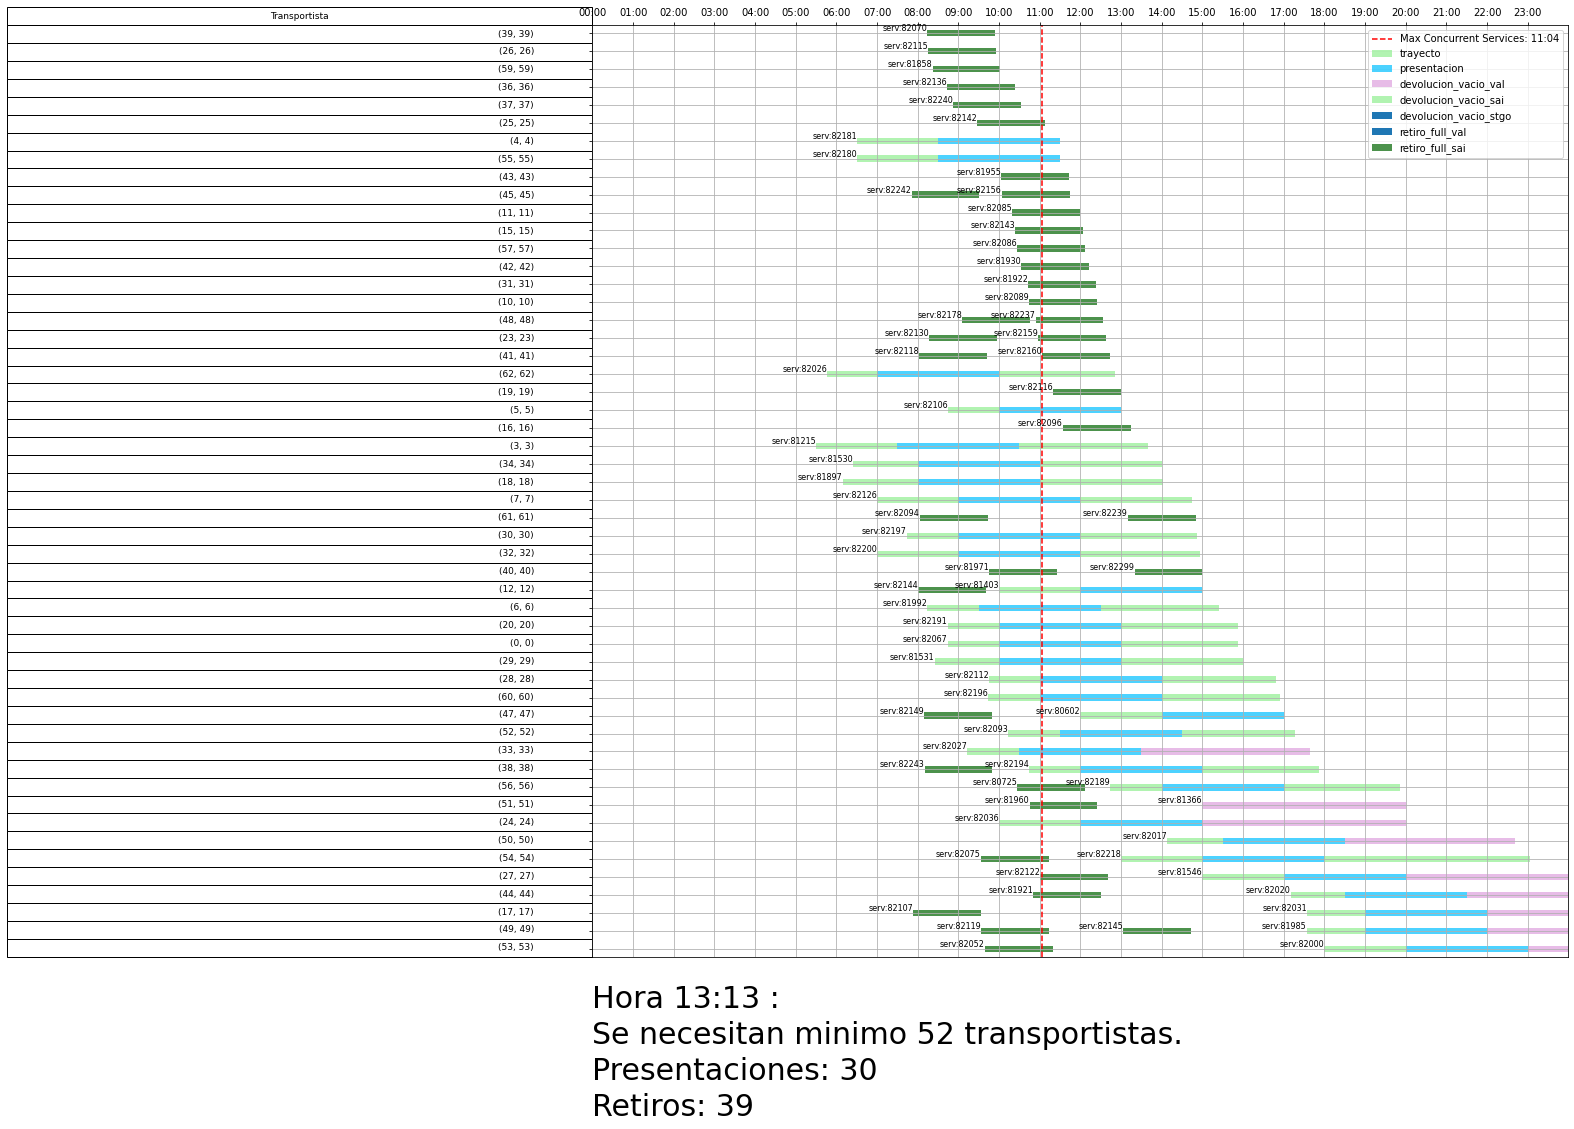 Transportista
00:00 01:00 02:00 03:00 04:00 05:00 06:00 07:00 08:00 09:00 10:00 11:00 12:00 13:00 14:00 15:00 16:00 17:00 18:00 19:00 20:00 21:00 22:00 23:00
Max Concurrent Services: 11:04
trayecto
presentacion
devolucion_vacio_val
devolucion_vacio_sai
devolucion_vacio_stgo
retiro_full_val
retiro_full_sai
(39, 39) serv:82070
(26, 26) serv:82115
(59, 59) serv:81858
(36, 36) serv:82136
(37, 37) serv:82240
(25, 25) serv:82142
(4, 4) serv:82181
(55, 55) serv:82180
(43, 43) serv:81955
(45, 45) serv:82242 serv:82156
(11, 11) serv:82085
(15, 15) serv:82143
(57, 57) serv:82086
(42, 42) serv:81930
(31, 31) serv:81922
(10, 10) serv:82089
(48, 48) serv:82178 serv:82237
(23, 23) serv:82130 serv:82159
(41, 41) serv:82118 serv:82160
(62, 62) serv:82026
(19, 19) serv:82116
(5, 5) serv:82106
(16, 16) serv:82096
(3, 3) serv:81215
(34, 34) serv:81530
(18, 18) serv:81897
(7, 7) serv:82126
(61, 61) serv:82094 serv:82239
(30, 30) serv:82197
(32, 32) serv:82200
(40, 40) serv:81971 serv:82299
(12, 12) serv:82144 serv:81403
(6, 6) serv:81992
(20, 20) serv:82191
(0, 0) serv:82067
(29, 29) serv:81531
(28, 28) serv:82112
(60, 60) serv:82196
(47, 47) serv:82149 serv:80602
(52, 52) serv:82093
(33, 33) serv:82027
(38, 38) serv:82243 serv:82194
(56, 56) serv:80725 serv:82189
(51, 51) serv:81960 serv:81366
(24, 24) serv:82036
(50, 50) serv:82017
(54, 54) serv:82075 serv:82218
(27, 27) serv:82122 serv:81546
(44, 44) serv:81921 serv:82020
(17, 17) serv:82107 serv:82031
(49, 49) serv:82119 serv:82145 serv:81985
(53, 53) serv:82052 serv:82000
Hora 13:13 :
Se necesitan minimo 52 transportistas.
Presentaciones: 30
Retiros: 39